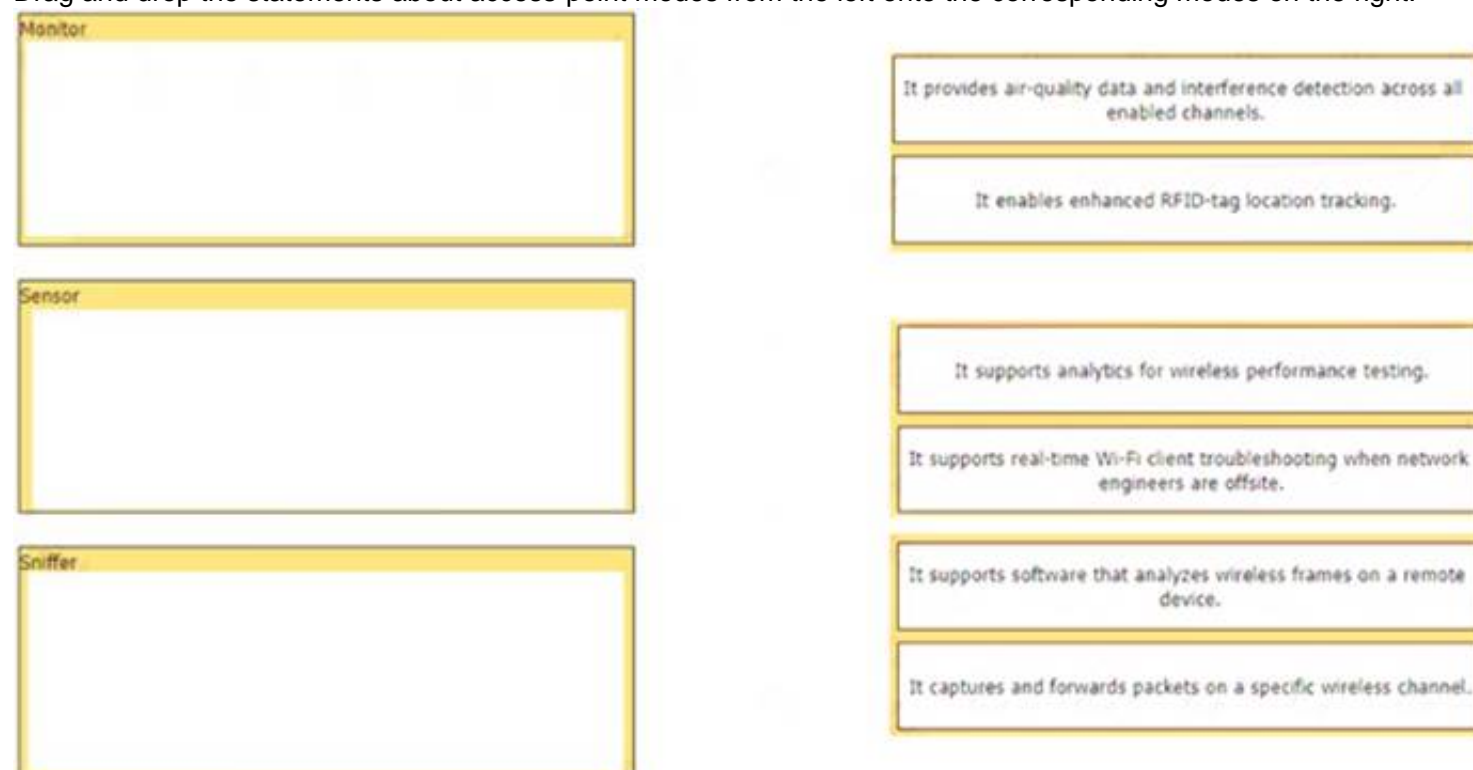 Drag and drop the statements about access point modes from the left onto the corresponding modes on the right.
Monitor
It provides air-quality data and interference detection across all
enabled channels.
It enables enhanced RFID-tag location tracking.
Sensor
It supports analytics for wireless performance testing.
It supports real-time Wi-Fi client troubleshooting when network
engineers are offsite.
Sniffer
It supports software that analyzes wireless frames on a remote
device.
It captures and forwards packets on a specific wireless channel.